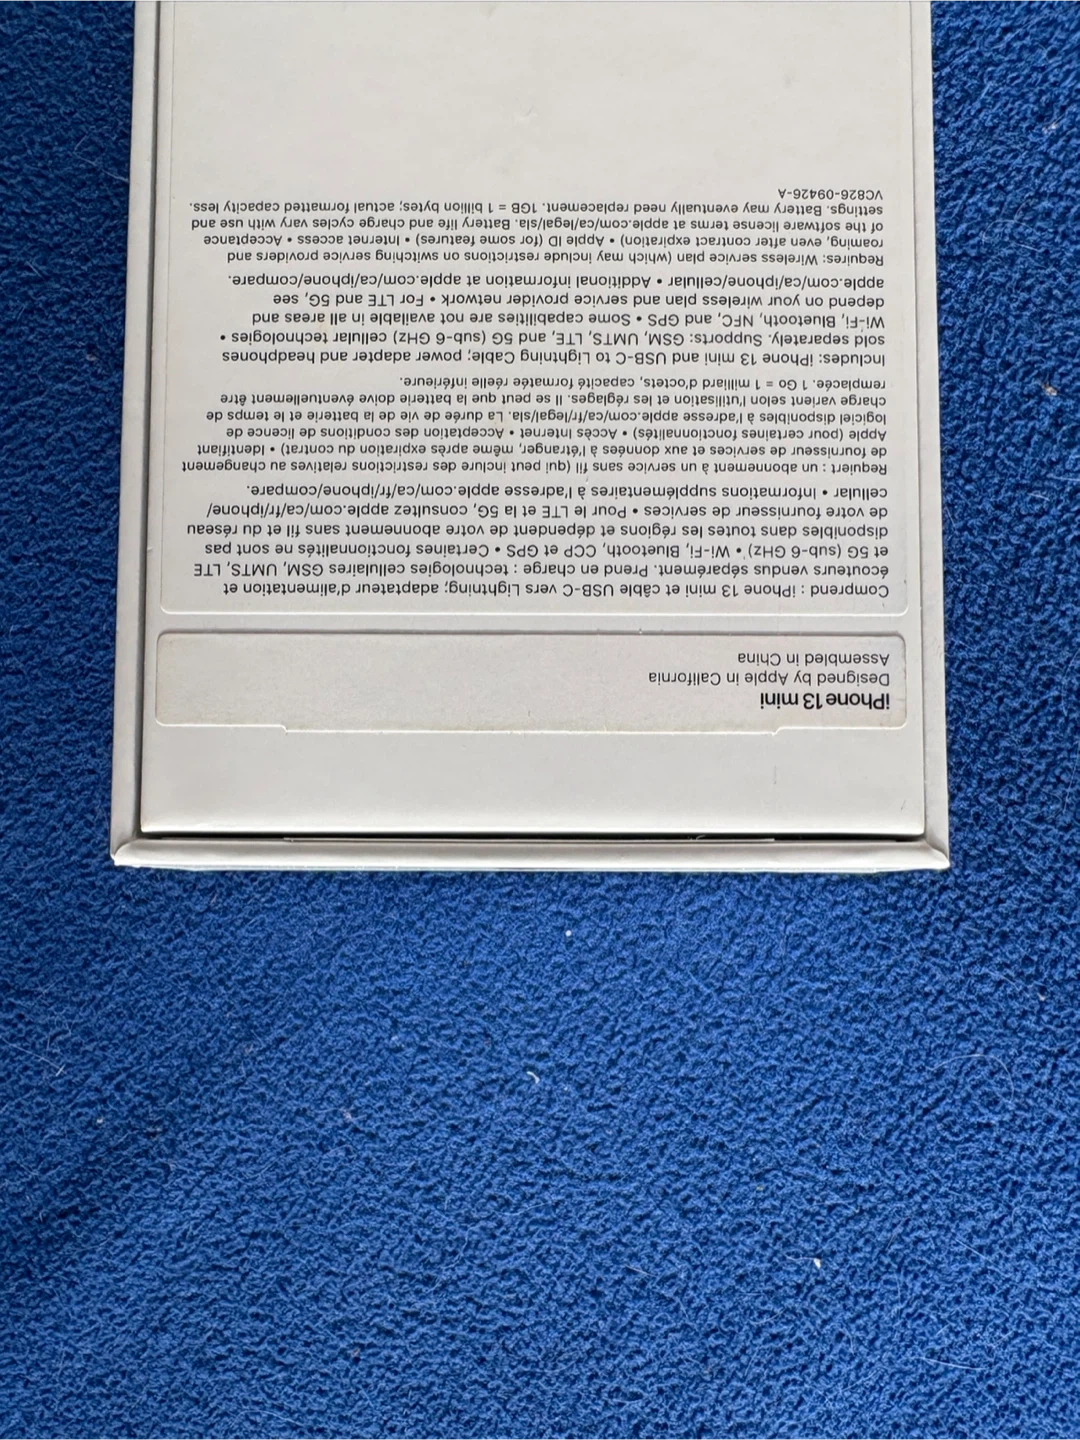 iPhone 13 mini
Designed by Apple in California
Assembled in China
Comprend : iPhone 13 mini et câble USB-C vers Lightning; adaptateur d'alimentation et
écouteurs vendus séparément. Prend en charge : technologies cellulaires GSM, UMTS, LTE
et 5G (sub-6 GHz) • Wi-Fi, Bluetooth, CCP et GPS • Certaines fonctionnalités ne sont pas
disponibles dans toutes les régions et dépendent de votre abonnement sans fil et du réseau
de votre fournisseur de services • Pour le LTE et la 5G, consultez apple.com/ca/fr/iphone/
cellular • Informations supplémentaires à l'adresse apple.com/ca/fr/iphone/compare.
Requiert : un abonnement à un service sans fil (qui peut inclure des restrictions relatives au changement
de fournisseur de services et aux données à l'étranger, même après expiration du contrat) • Identifiant
Apple (pour certaines fonctionnalités) • Accès Internet • Acceptation des conditions de licence de
logiciel disponibles à l'adresse apple.com/ca/fr/legal/sla. La durée de vie de la batterie et le temps de
charge varient selon l'utilisation et les réglages. Il se peut que la batterie doive éventuellement être
remplacée. 1 Go = 1 milliard d'octets, capacité formatée réelle inférieure.
Includes: iPhone 13 mini and USB-C to Lightning Cable; power adapter and headphones
sold separately. Supports: GSM, UMTS, LTE, and 5G (sub-6 GHz) cellular technologies •
Wi-Fi, Bluetooth, NFC, and GPS • Some capabilities are not available in all areas and
depend on your wireless plan and service provider network • For LTE and 5G, see
apple.com/ca/iphone/cellular • Additional information at apple.com/ca/iphone/compare.
Requires: Wireless service plan (which may include restrictions on switching service providers and
roaming, even after contract expiration) • Apple ID (for some features) • Internet access • Acceptance
of the software license terms at apple.com/ca/legal/sla. Battery life and charge cycles vary with use and
settings. Battery may eventually need replacement. 1GB = 1 billion bytes; actual formatted capacity less.
VC826-09426-A